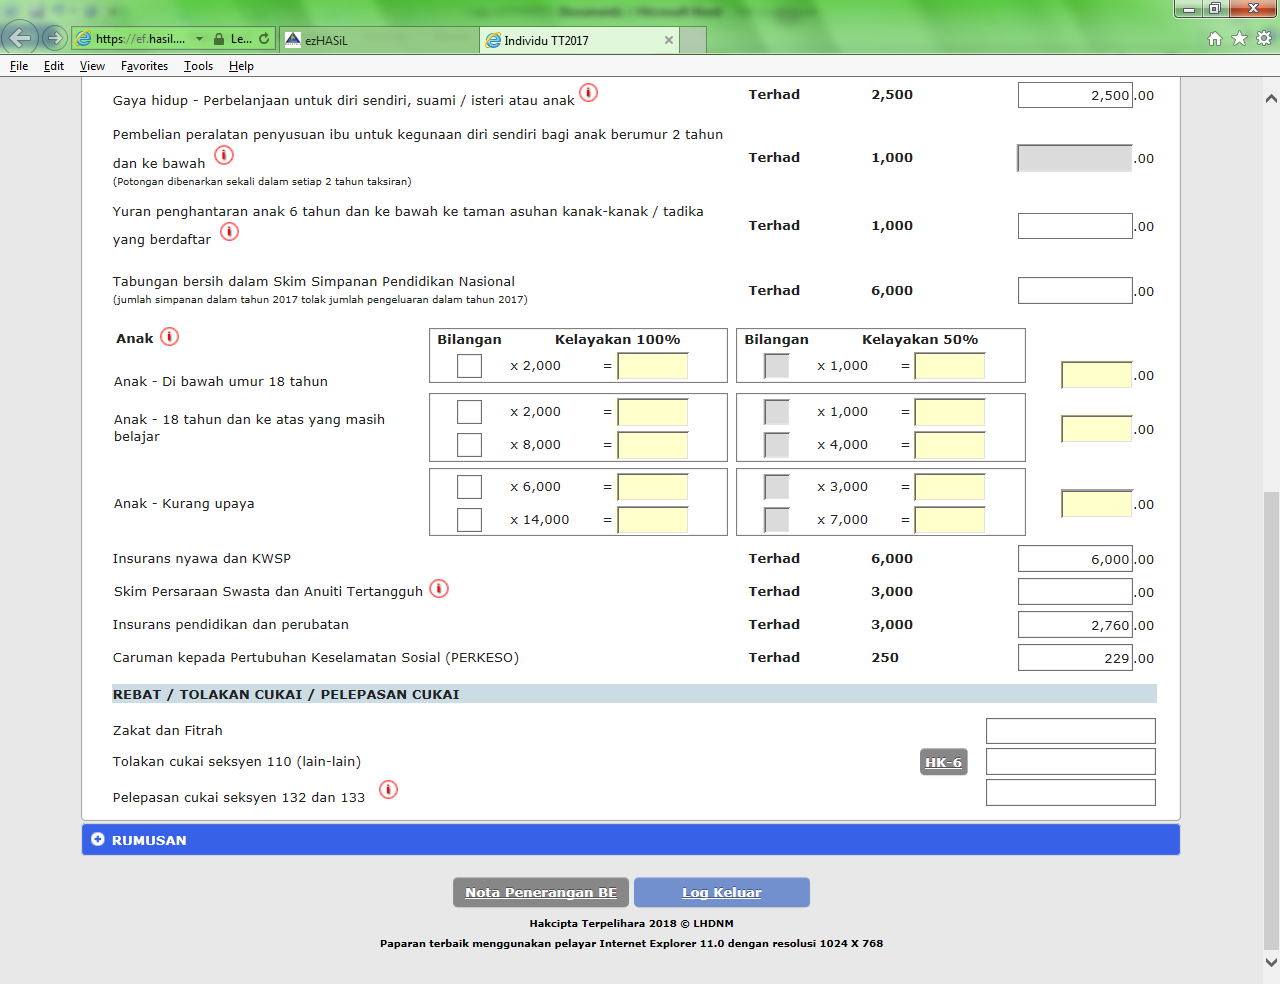 https://ef.hasil.... Le... ezHASiL Individu TT2017
File Edit View Favorites Tools Help
Gaya hidup - Perbelanjaan untuk diri sendiri, suami / isteri atau anak Terhad 2,500 2,500 .00
Pembelian peralatan penyusuan ibu untuk kegunaan diri sendiri bagi anak berumur 2 tahun
dan ke bawah Terhad 1,000 .00
(Potongan dibenarkan sekali dalam setiap 2 tahun taksiran)
Yuran penghantaran anak 6 tahun dan ke bawah ke taman asuhan kanak-kanak / tadika
yang berdaftar Terhad 1,000 .00
Tabungan bersih dalam Skim Simpanan Pendidikan Nasional
(jumlah simpanan dalam tahun 2017 tolak jumlah pengeluaran dalam tahun 2017) Terhad 6,000 .00
Anak Bilangan Kelayakan 100% Bilangan Kelayakan 50%
Anak - Di bawah umur 18 tahun x 2,000 = x 1,000 = .00
Anak - 18 tahun dan ke atas yang masih x 2,000 = x 1,000 =
belajar x 8,000 = x 4,000 = .00
x 6,000 = x 3,000 =
Anak - Kurang upaya x 14,000 = x 7,000 = .00
Insurans nyawa dan KWSP Terhad 6,000 6,000 .00
Skim Persaraan Swasta dan Anuiti Tertangguh Terhad 3,000 .00
Insurans pendidikan dan perubatan Terhad 3,000 2,760 .00
Caruman kepada Pertubuhan Keselamatan Sosial (PERKESO) Terhad 250 229 .00
REBAT / TOLAKAN CUKAI / PELEPASAN CUKAI
Zakat dan Fitrah
Tolakan cukai seksyen 110 (lain-lain) HK-6
Pelepasan cukai seksyen 132 dan 133
RUMUSAN
Nota Penerangan BE Log Keluar
Hakcipta Terpelihara 2018 © LHDNM
Paparan terbaik menggunakan pelayar Internet Explorer 11.0 dengan resolusi 1024 X 768